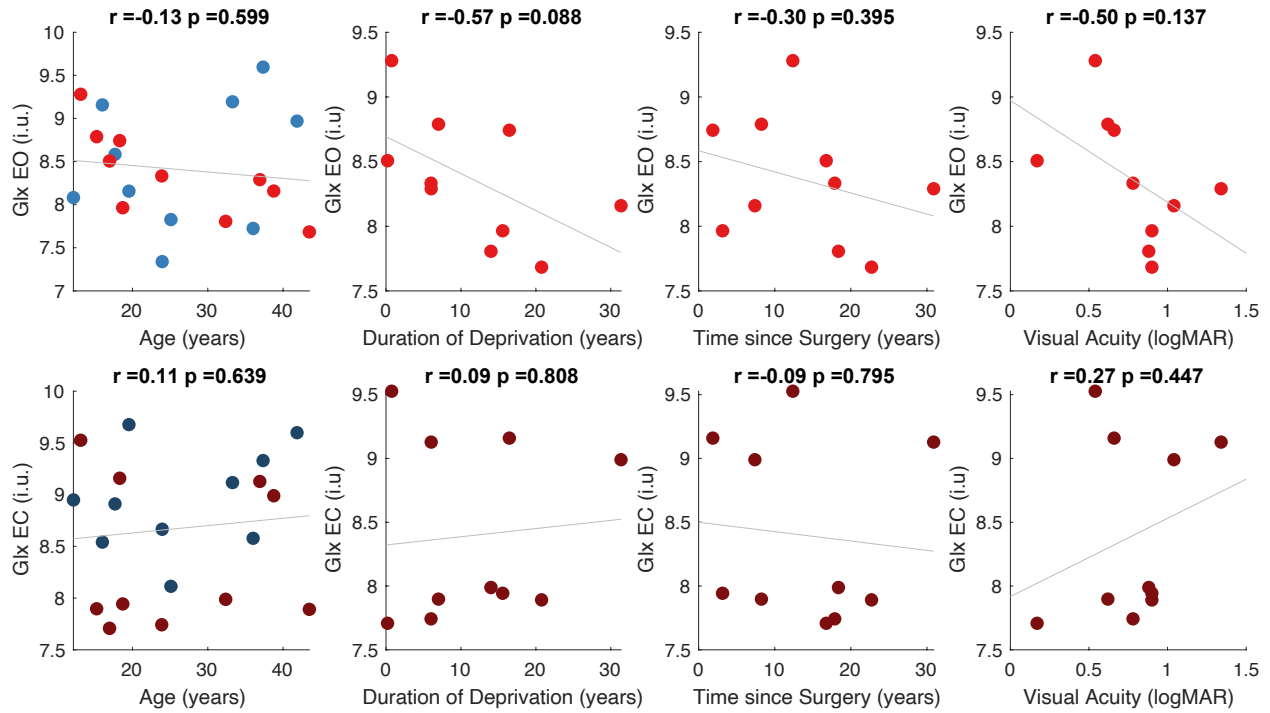 r =-0.13 p =0.599
r =-0.57 p =0.088
r =-0.30 p =0.395
r =-0.50 p =0.137
10
9.5
9
8.5
8
7.5
7
Glx EO (i.u.)
20 30 40
Age (years)
9.5
9
8.5
8
7.5
Glx EO (i.u)
0 10 20 30
Duration of Deprivation (years)
9.5
9
8.5
8
7.5
Glx EO (i.u)
0 10 20 30
Time since Surgery (years)
9.5
9
8.5
8
7.5
Glx EO (i.u)
0 0.5 1 1.5
Visual Acuity (logMAR)
r =0.11 p =0.639
r =0.09 p =0.808
r =-0.09 p =0.795
r =0.27 p =0.447
10
9.5
9
8.5
8
7.5
Glx EC (i.u.)
20 30 40
Age (years)
9.5
9
8.5
8
7.5
Glx EC (i.u)
0 10 20 30
Duration of Deprivation (years)
9.5
9
8.5
8
7.5
Glx EC (i.u)
0 10 20 30
Time since Surgery (years)
9.5
9
8.5
8
7.5
Glx EC (i.u)
0 0.5 1 1.5
Visual Acuity (logMAR)